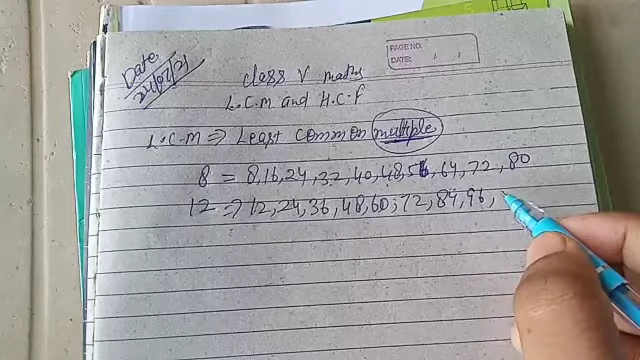 Date
24/02/21
PAGE NO.
DATE: / /
class V maths
L.C.M and H.C.F
L.C.M ⇒ Least common multiple
8 = 8,16,24,32,40,48,56,64,72,80
12 ⇒ 12,24,36,48,60,72,84,96,